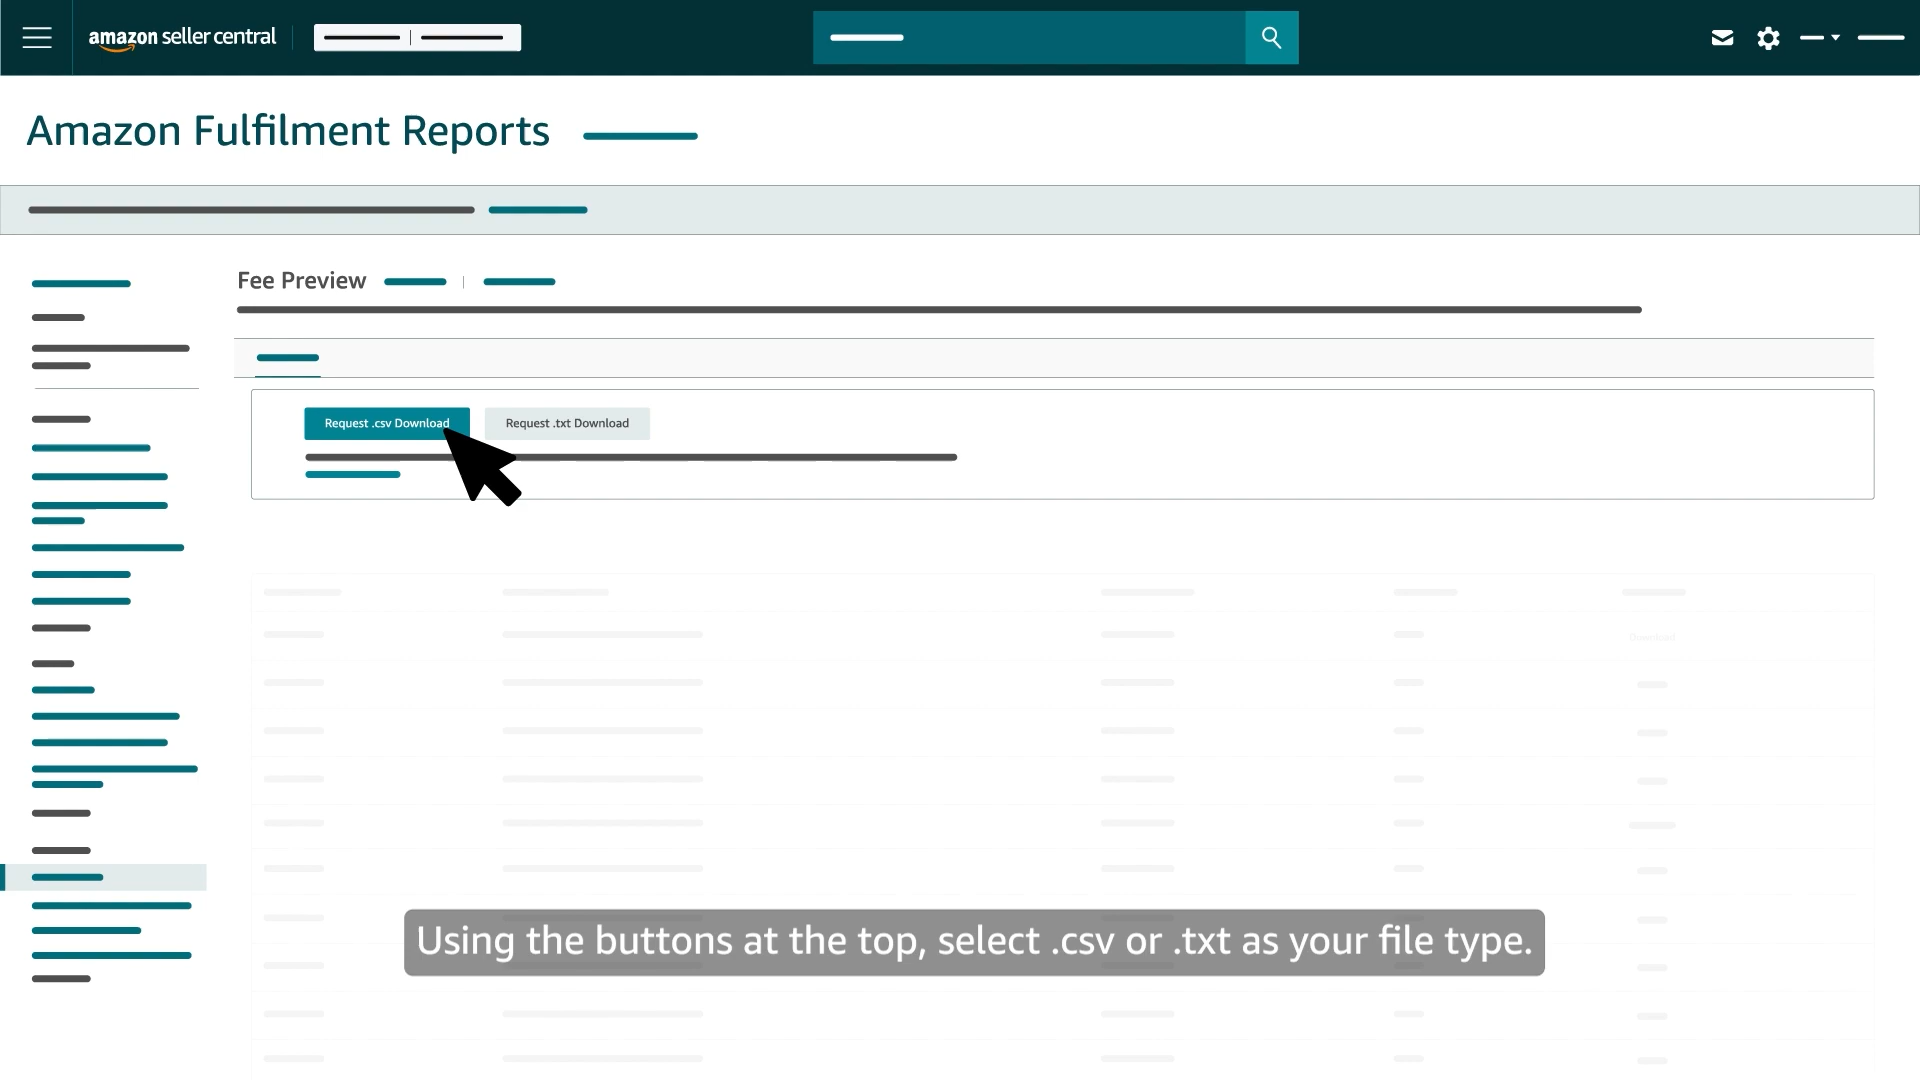 amazon seller central
Amazon Fulfilment Reports
Fee Preview
Request .csv Download
Request .txt Download
Download
Using the buttons at the top, select .csv or .txt as your file type.